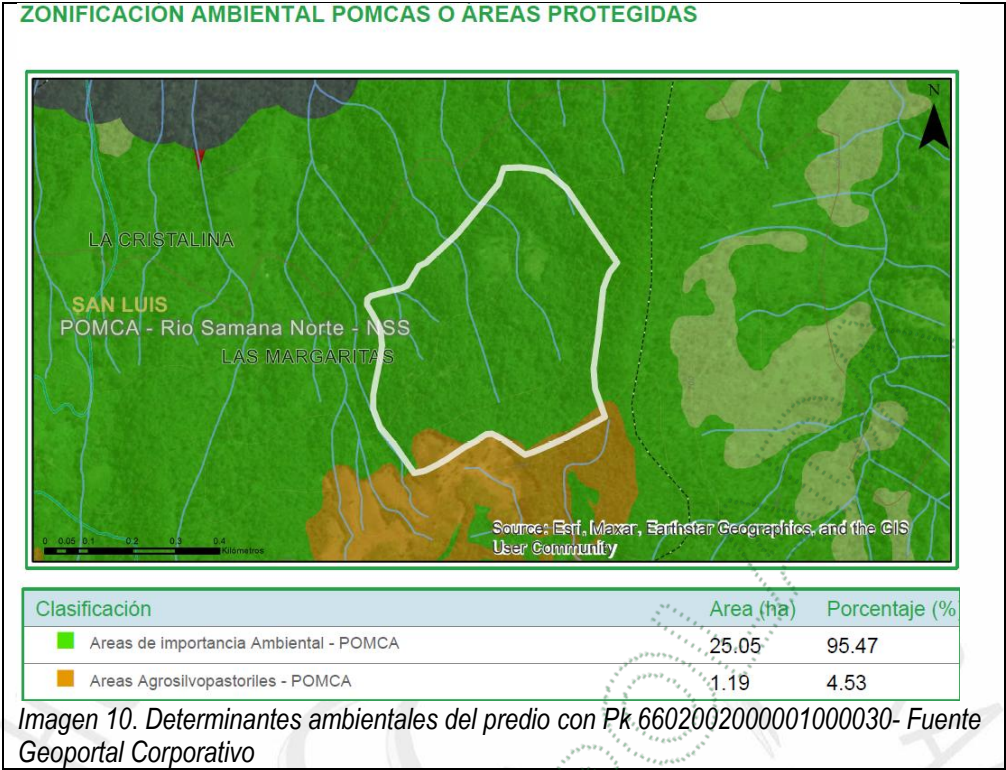 ZONIFICACIÓN AMBIENTAL POMCAS O ÁREAS PROTEGIDAS
N
LA CRISTALINA
SAN LUIS
POMCA - Rio Samana Norte - NSS
LAS MARGARITAS
Source: Esri, Maxar, Earthstar Geographics, and the GIS
User Community
0 0.05 0.1 0.2 0.3 0.4
Kilómetros
Clasificación Area (ha) Porcentaje (%)
Areas de importancia Ambiental - POMCA 25.05 95.47
Areas Agrosilvopastoriles - POMCA 1.19 4.53
Imagen 10. Determinantes ambientales del predio con Pk 6602002000001000030- Fuente
Geoportal Corporativo